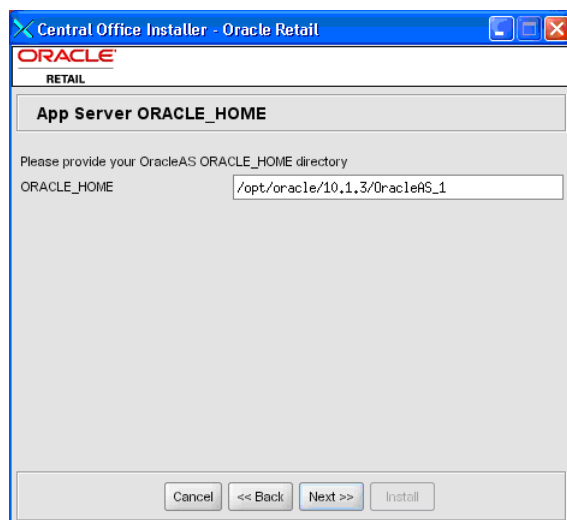 Central Office Installer - Oracle Retail
ORACLE
RETAIL
App Server ORACLE_HOME
Please provide your OracleAS ORACLE_HOME directory
ORACLE_HOME /opt/oracle/10.1.3/OracleAS_1
Cancel << Back Next >> Install